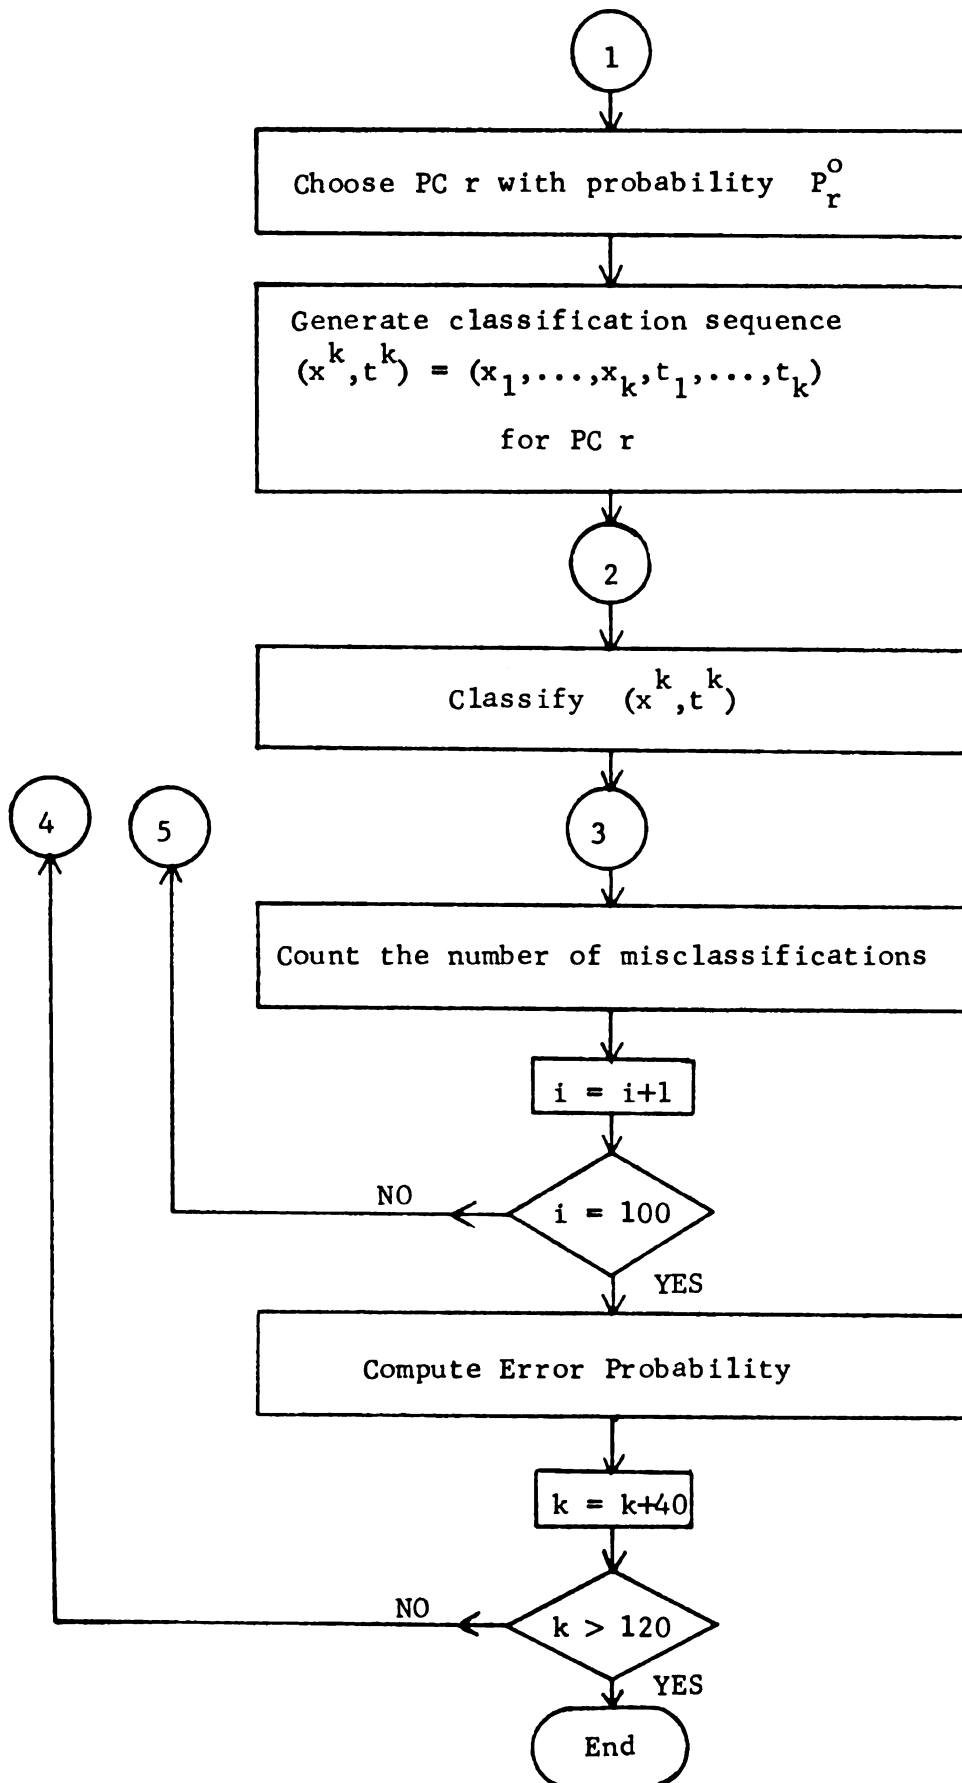 1
Choose PC r with probability P_r^o
Generate classification sequence
(x^k,t^k) = (x_1,...,x_k,t_1,...,t_k)
for PC r
2
Classify (x^k,t^k)
4
5
3
Count the number of misclassifications
i = i+1
NO
i = 100
YES
Compute Error Probability
k = k+40
NO
k > 120
YES
End